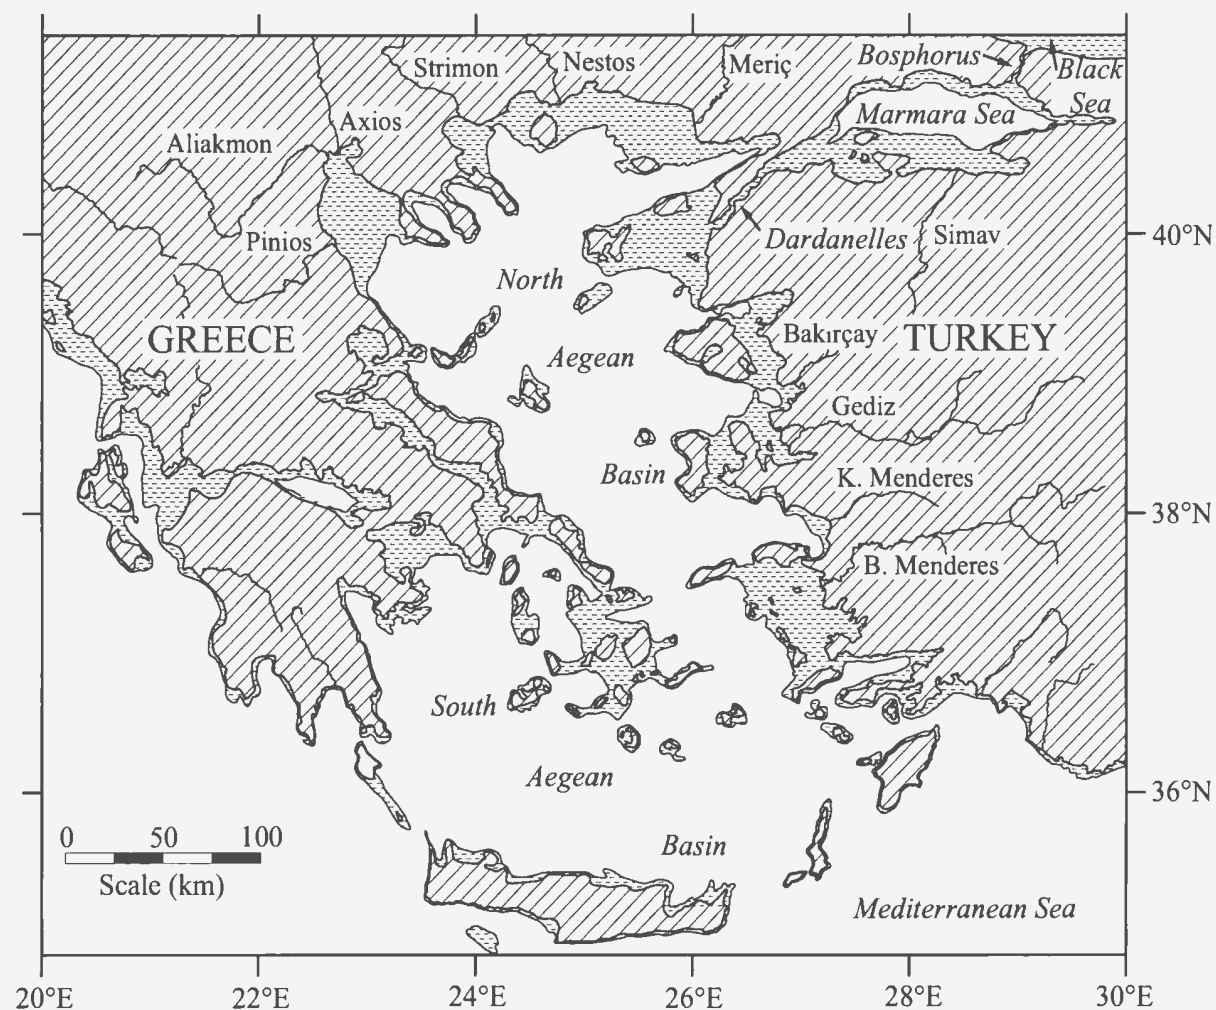 Strimon
Nestos
Meriç
Bosphorus
Black
Sea
Marmara Sea
Axios
Aliakmon
Pinios
Dardanelles
Simav
40°N
North
GREECE
Bakırçay
TURKEY
Aegean
Gediz
Basin
K. Menderes
38°N
B. Menderes
South
Aegean
36°N
0 50 100
Scale (km)
Basin
Mediterranean Sea
20°E 22°E 24°E 26°E 28°E 30°E